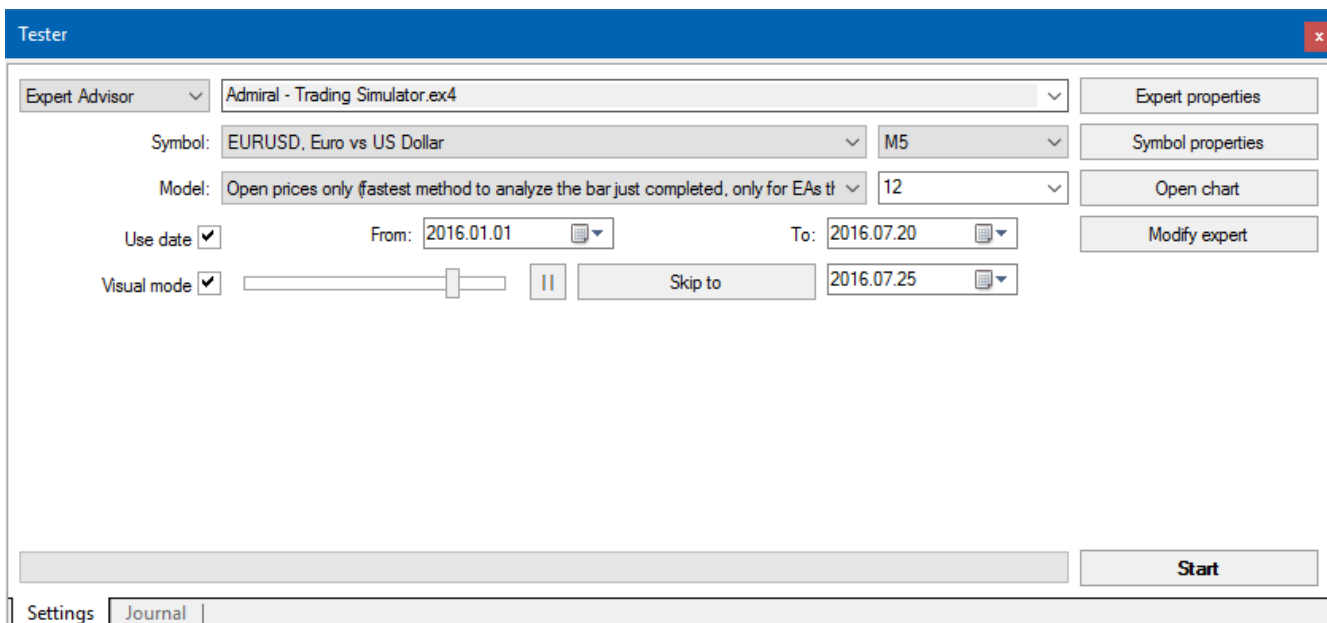 Tester
x
Expert Advisor Admiral - Trading Simulator.ex4 Expert properties
Symbol: EURUSD, Euro vs US Dollar M5 Symbol properties
Model: Open prices only (fastest method to analyze the bar just completed, only for EAs th 12 Open chart
Use date From: 2016.01.01 To: 2016.07.20 Modify expert
Visual mode Skip to 2016.07.25
Start
Settings Journal